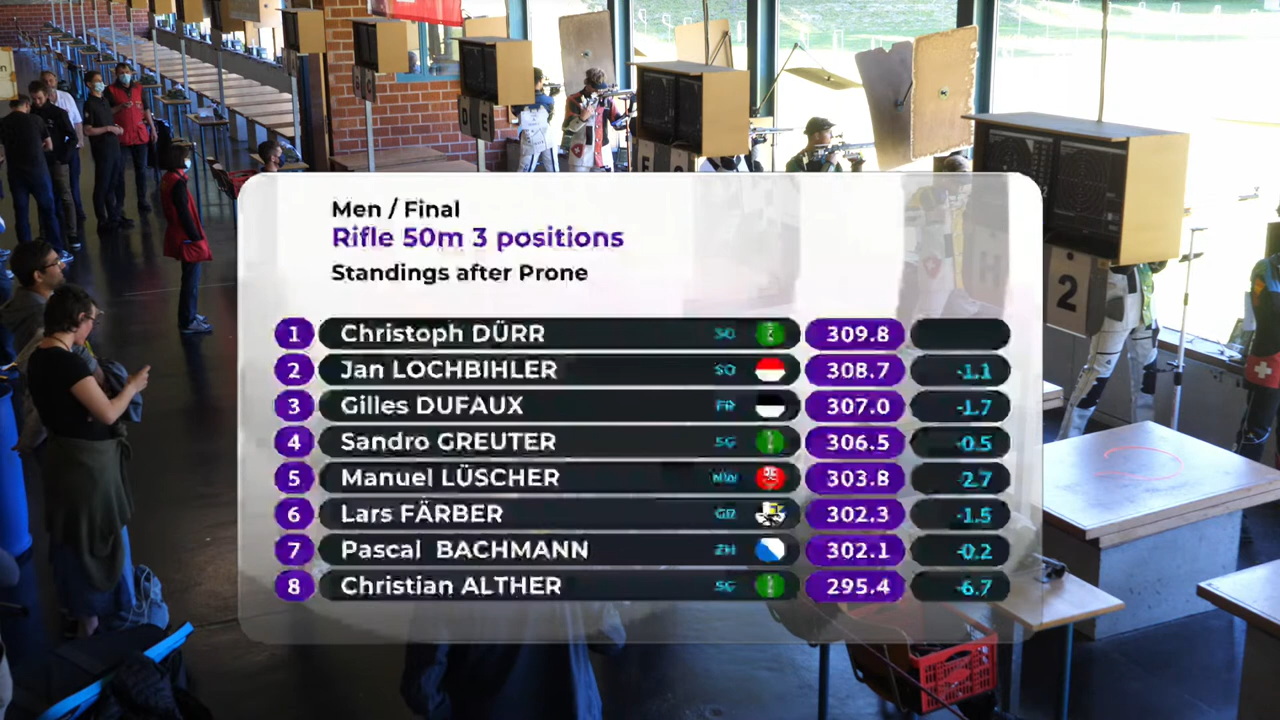 Men / Final
Rifle 50m 3 positions
Standings after Prone
1 Christoph DÜRR SG 309.8
2 Jan LOCHBIHLER SO 308.7 -1.1
3 Gilles DUFAUX FR 307.0 -1.7
4 Sandro GREUTER SG 306.5 -0.5
5 Manuel LÜSCHER NW 303.8 -2.7
6 Lars FÄRBER GR 302.3 -1.5
7 Pascal BACHMANN ZH 302.1 -0.2
8 Christian ALTHER SG 295.4 -6.7
D E
F
H
2